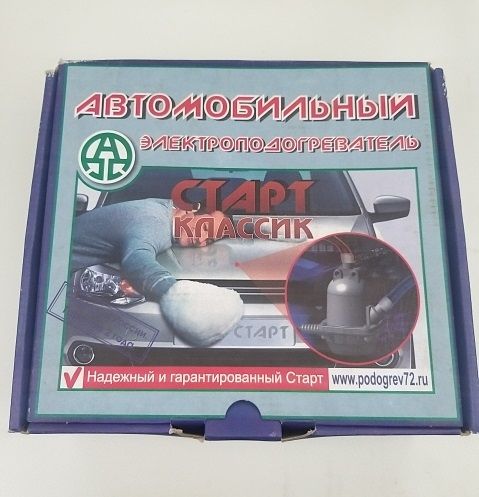 АВТОМОБИЛЬНЫЙ
ЭЛЕКТРОПОДОГРЕВАТЕЛЬ
СТАРТ
КЛАССИК
СТАРТ
Надежный и гарантированный Старт
www.podogrev72.ru